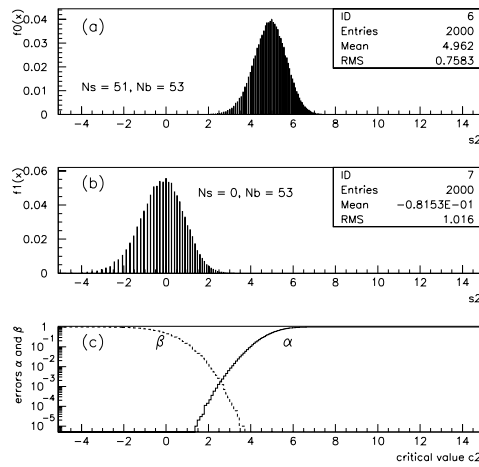 f0(x)
0.04
0.03
0.02
0.01
0
(a)
Ns = 51, Nb = 53
ID 6
Entries 2000
Mean 4.962
RMS 0.7583
-4 -2 0 2 4 6 8 10 12 14
s2
f1(x)
0.06
0.04
0.02
0
(b)
Ns = 0, Nb = 53
ID 7
Entries 2000
Mean -0.8153E-01
RMS 1.016
-4 -2 0 2 4 6 8 10 12 14
s2
errors α and β
1
10⁻¹
10⁻²
10⁻³
10⁻⁴
10⁻⁵
(c)
β
α
-4 -2 0 2 4 6 8 10 12 14
critical value c2